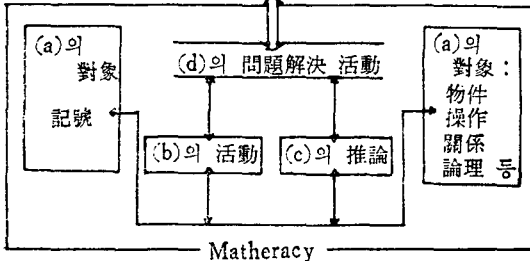 (a)의
對象
記號
(d)의 問題解決 活動
(b)의 活動
(c)의 推論
(a)의
對象 :
物件
操作
關係
論理 등
Matheracy